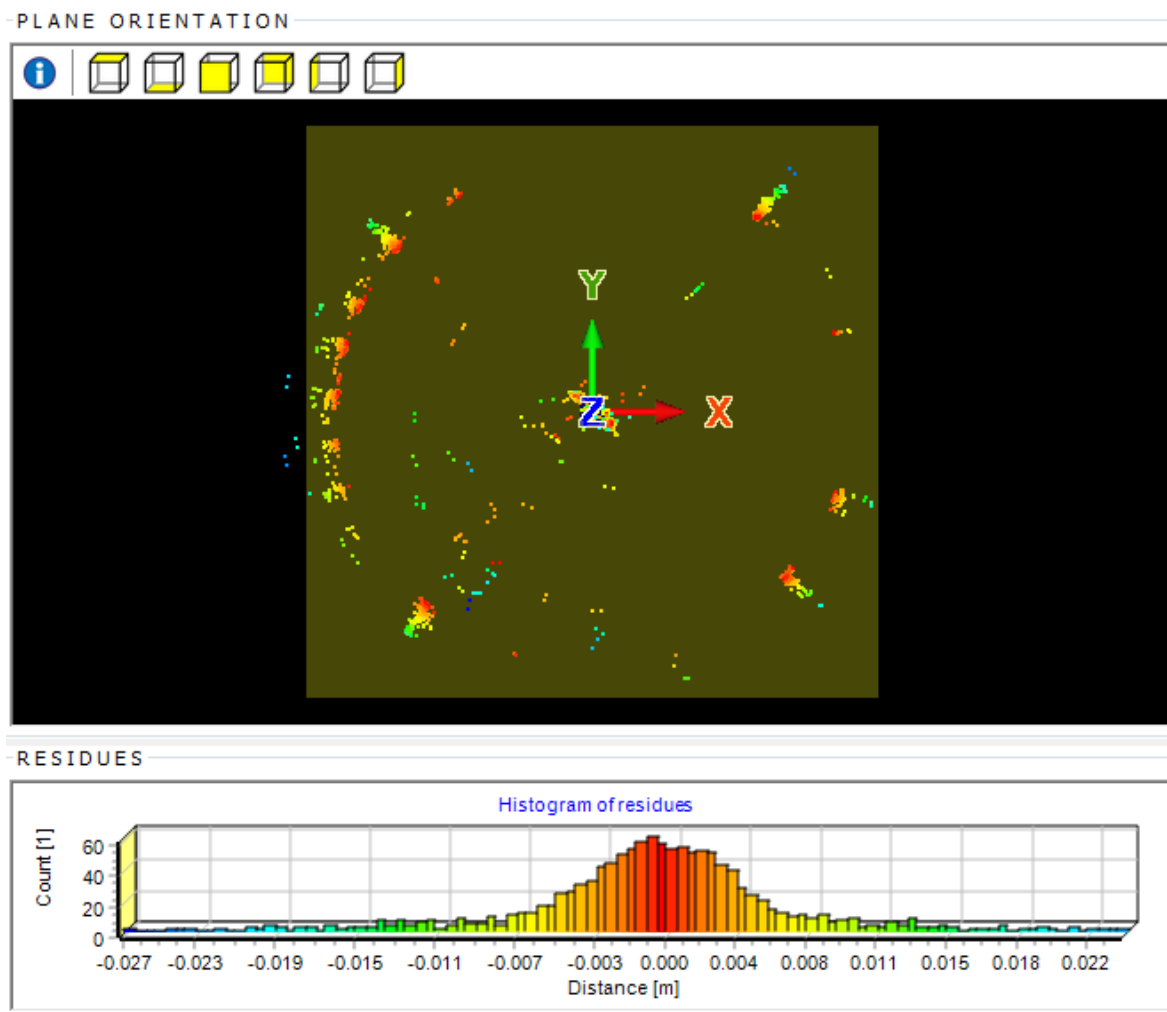 PLANE ORIENTATION
i
Y
Z X
RESIDUES
Histogram of residues
Count [1]
60
40
20
0
-0.027 -0.023 -0.019 -0.015 -0.011 -0.007 -0.003 0.000 0.004 0.008 0.011 0.015 0.018 0.022
Distance [m]